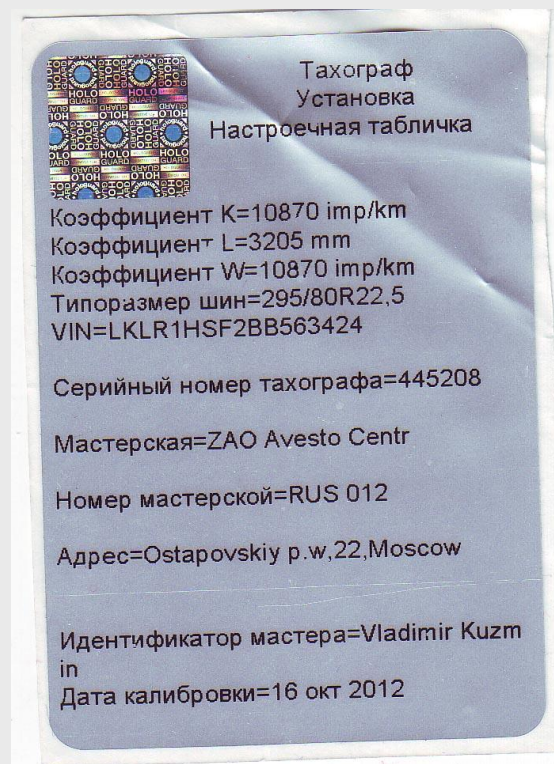 Тахограф
Установка
Настроечная табличка
HOLO
GUARD
Коэффициент K=10870 imp/km
Коэффициент L=3205 mm
Коэффициент W=10870 imp/km
Типоразмер шин=295/80R22,5
VIN=LKLR1HSF2BB563424
Серийный номер тахографа=445208
Мастерская=ZAO Avesto Centr
Номер мастерской=RUS 012
Адрес=Ostapovskiy p.w,22,Moscow
Идентификатор мастера=Vladimir Kuzm
in
Дата калибровки=16 окт 2012